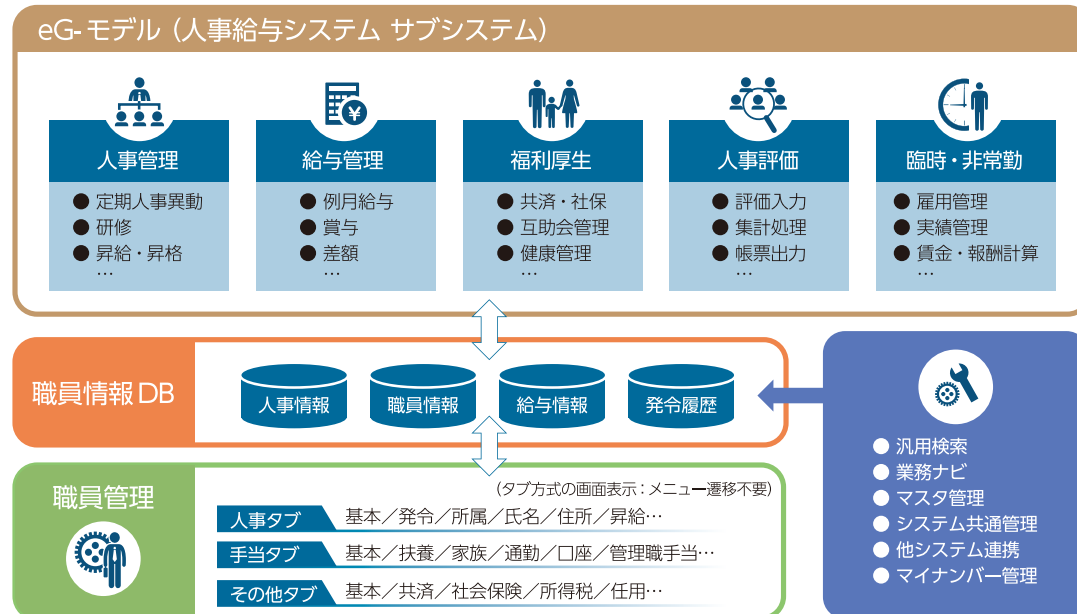 eG-モデル（人事給与システム サブシステム）
人事管理
● 定期人事異動
● 研修
● 昇給・昇格
…
給与管理
● 例月給与
● 賞与
● 差額
…
福利厚生
● 共済・社保
● 互助会管理
● 健康管理
…
人事評価
● 評価入力
● 集計処理
● 帳票出力
…
臨時・非常勤
● 雇用管理
● 実績管理
● 賃金・報酬計算
…
職員情報DB
人事情報
職員情報
給与情報
発令履歴
● 汎用検索
● 業務ナビ
● マスタ管理
● システム共通管理
● 他システム連携
● マイナンバー管理
職員管理
（タブ方式の画面表示：メニュー遷移不要）
人事タブ 基本／発令／所属／氏名／住所／昇給…
手当タブ 基本／扶養／家族／通勤／口座／管理職手当…
その他タブ 基本／共済／社会保険／所得税／任用…